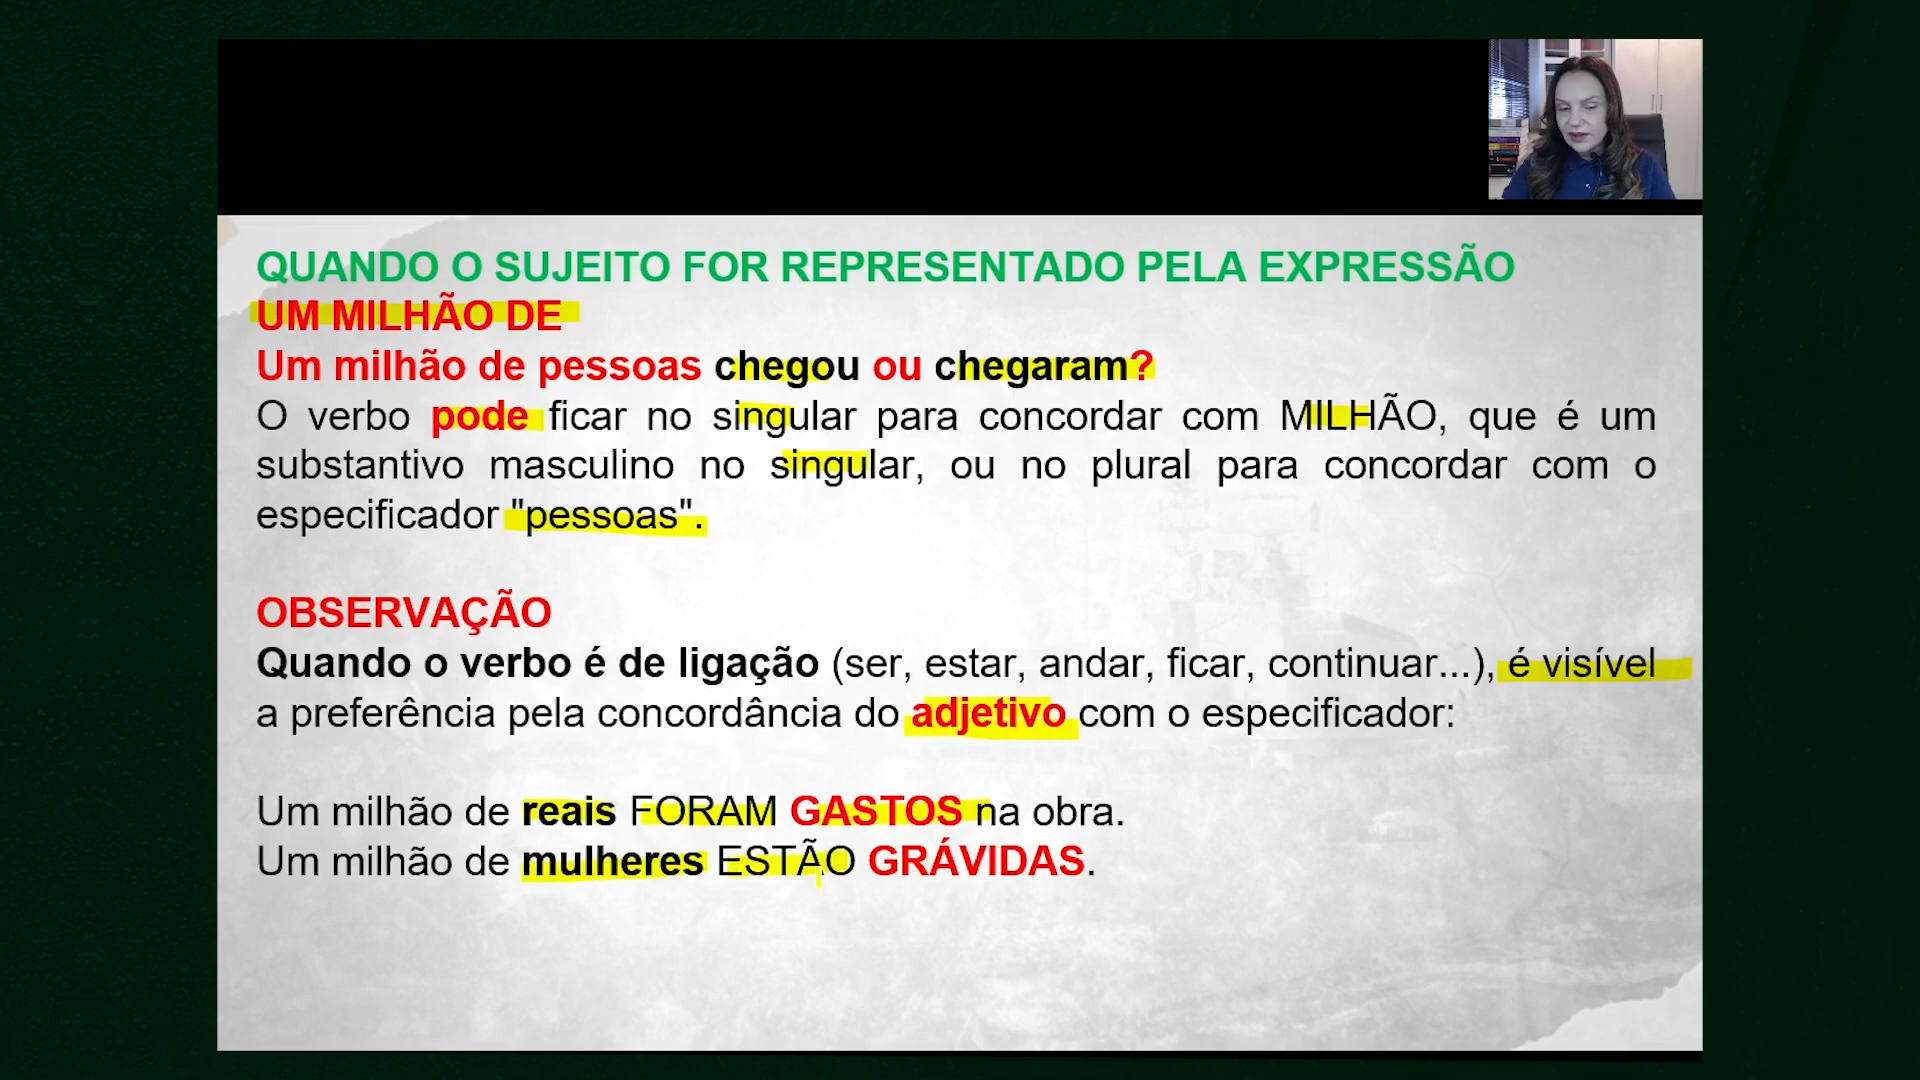 QUANDO O SUJEITO FOR REPRESENTADO PELA EXPRESSÃO
UM MILHÃO DE
Um milhão de pessoas chegou ou chegaram?
O verbo pode ficar no singular para concordar com MILHÃO, que é um
substantivo masculino no singular, ou no plural para concordar com o
especificador "pessoas".
OBSERVAÇÃO
Quando o verbo é de ligação (ser, estar, andar, ficar, continuar...), é visível
a preferência pela concordância do adjetivo com o especificador:
Um milhão de reais FORAM GASTOS na obra.
Um milhão de mulheres ESTÃO GRÁVIDAS.